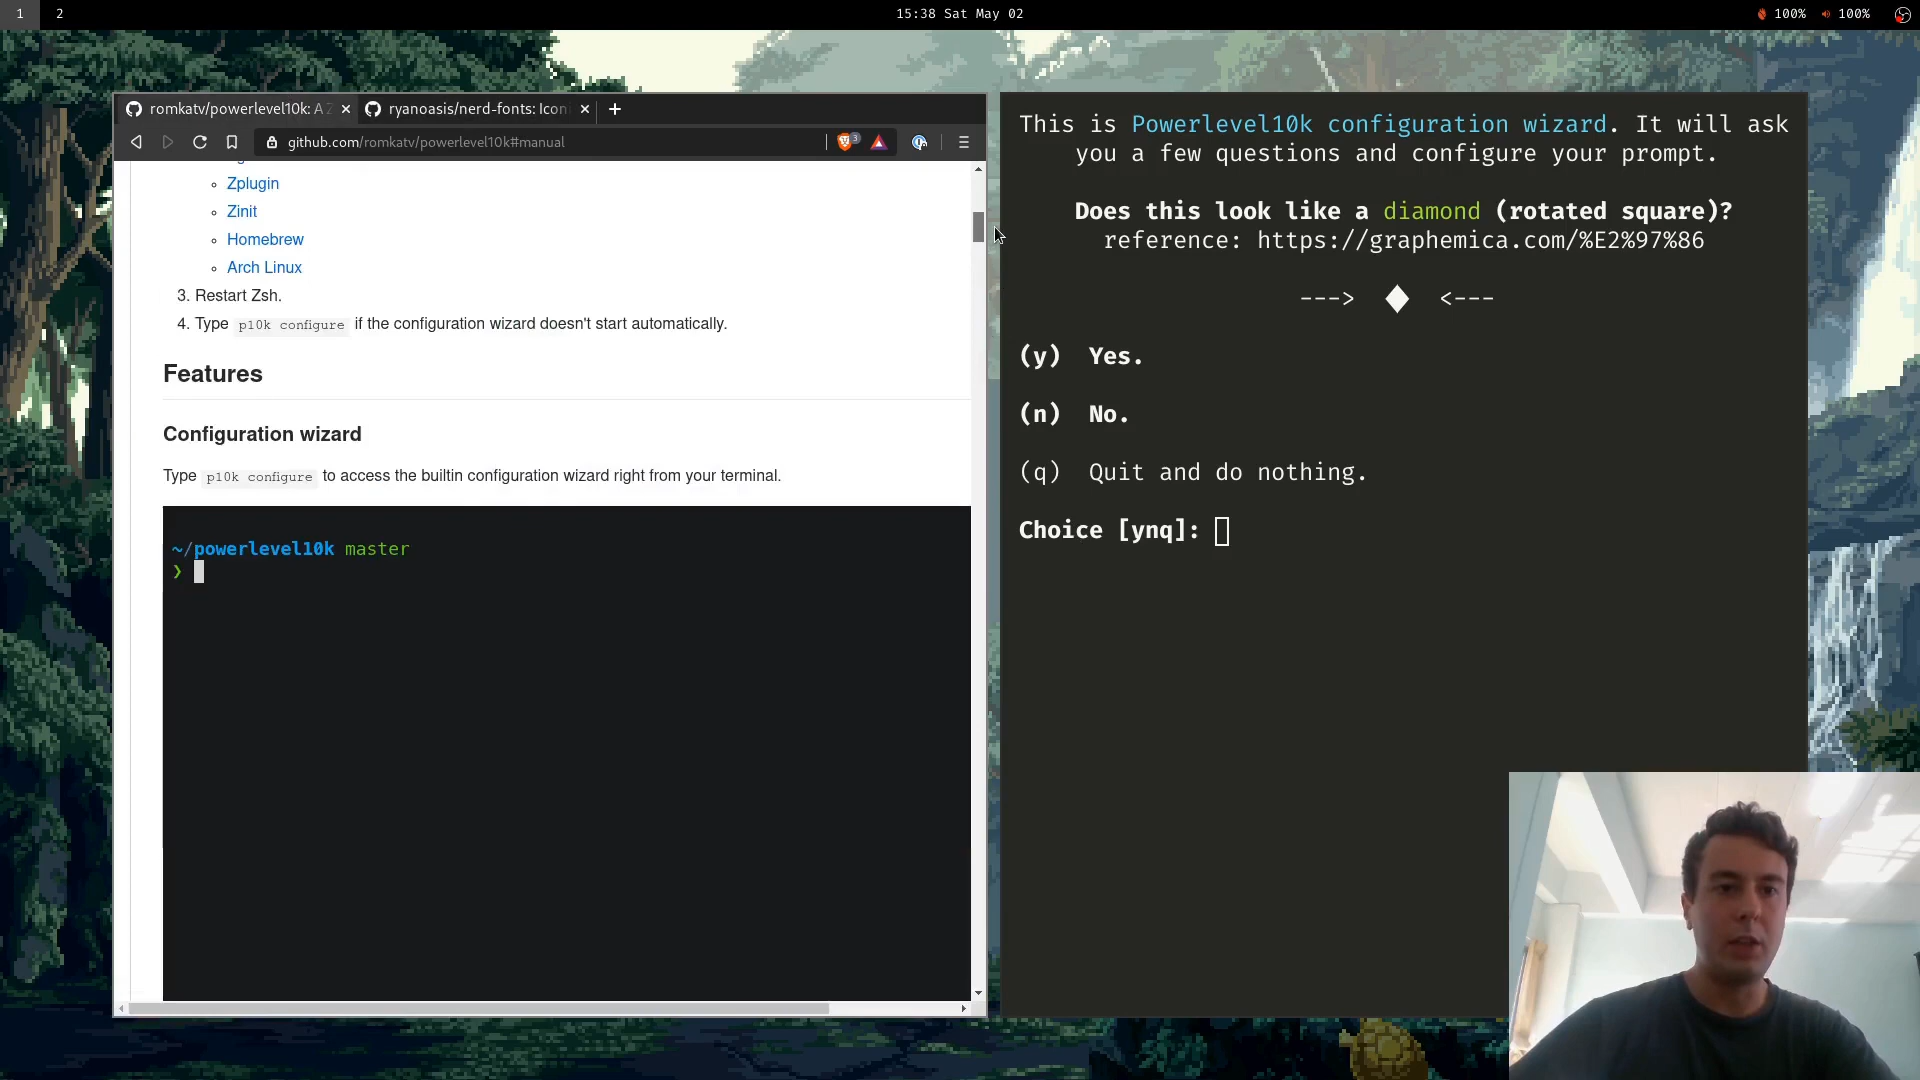 1
2
15:38 Sat May 02
100%
100%
romkatv/powerlevel10k: A Z
ryanoasis/nerd-fonts: Icon
github.com/romkatv/powerlevel10k#manual
3
Zplugin
Zinit
Homebrew
Arch Linux
3. Restart Zsh.
4. Type p10k configure if the configuration wizard doesn't start automatically.
Features
Configuration wizard
Type p10k configure to access the builtin configuration wizard right from your terminal.
~/powerlevel10k master
❯
This is Powerlevel10k configuration wizard. It will ask
you a few questions and configure your prompt.
Does this look like a diamond (rotated square)?
reference: https://graphemica.com/%E2%97%86
---> ◆ <---
(y) Yes.
(n) No.
(q) Quit and do nothing.
Choice [ynq]: